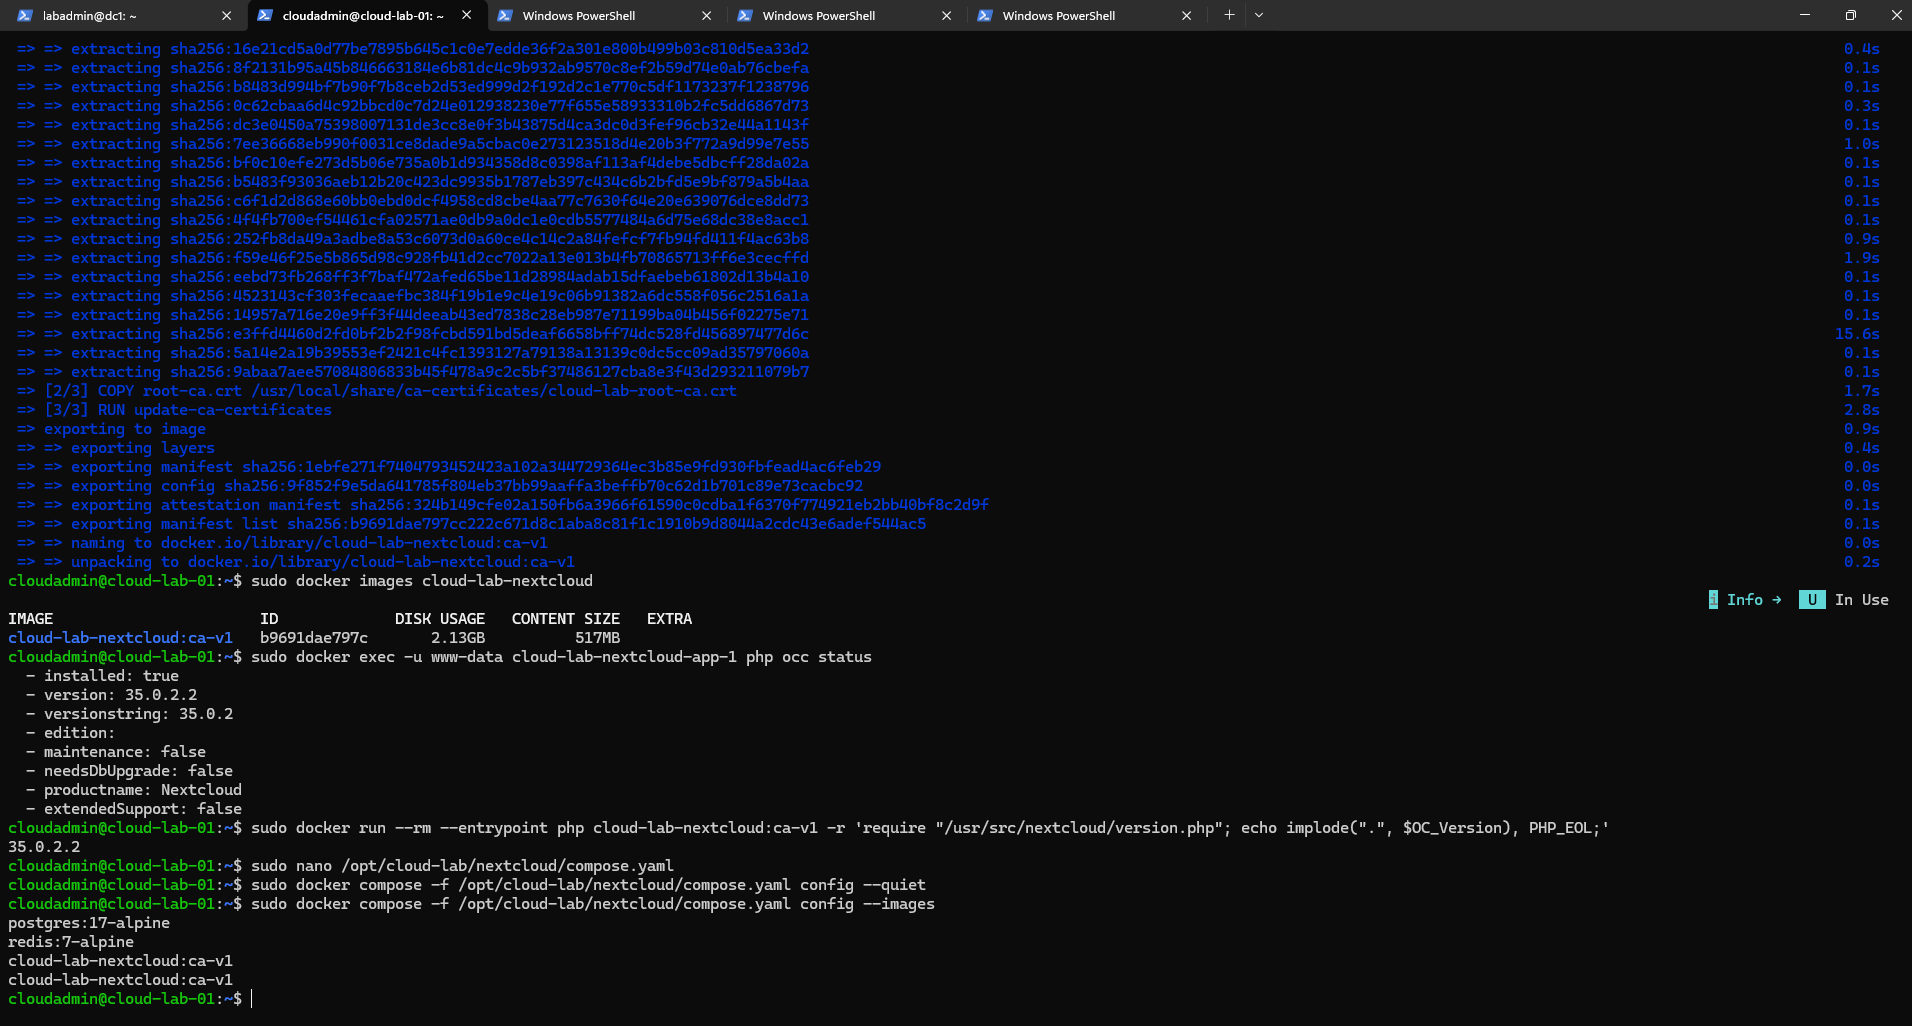 labadmin@dc1: ~
cloudadmin@cloud-lab-01: ~
Windows PowerShell
Windows PowerShell
Windows PowerShell
=> => extracting sha256:16e21cd5a0d77be7895b645c1c0e7edde36f2a301e800b499b03c810d5ea33d2 0.4s
=> => extracting sha256:8f2131b95a45b846663184e6b81dc4c9b932ab9570c8ef2b59d74e0ab76cbefa 0.1s
=> => extracting sha256:b8483d994bf7b90f7b8ceb2d53ed999d2f192d2c1e770c5df1173237f1238796 0.1s
=> => extracting sha256:0c62cbaa6d4c92bbcd0c7d24e012938230e77f655e58933310b2fc5dd6867d73 0.3s
=> => extracting sha256:dc3e0450a75398007131de3cc8e0f3b43875d4ca3dc0d3fef96cb32e44a1143f 0.1s
=> => extracting sha256:7ee36668eb990f0031ce8dade9a5cbac0e273123518d4e20b3f772a9d99e7e55 1.0s
=> => extracting sha256:bf0c10efe273d5b06e735a0b1d934358d8c0398af113af4debe5dbcff28da02a 0.1s
=> => extracting sha256:b5483f93036aeb12b20c423dc9935b1787eb397c434c6b2bfd5e9bf879a5b4aa 0.1s
=> => extracting sha256:c6f1d2d868e60bb0ebd0dcf4958cd8cbe4aa77c7630f64e20e639076dce8dd73 0.1s
=> => extracting sha256:4f4fb700ef54461cfa02571ae0db9a0dc1e0cdb5577484a6d75e68dc38e8acc1 0.1s
=> => extracting sha256:252fb8da49a3adbe8a53c6073d0a60ce4c14c2a84fefcf7fb94fd411f4ac63b8 0.9s
=> => extracting sha256:f59e46f25e5b865d98c928fb41d2cc7022a13e013b4fb70865713ff6e3cecffd 1.9s
=> => extracting sha256:eebd73fb268ff3f7baf472afed65be11d28984adab15dfaebeb61802d13b4a10 0.1s
=> => extracting sha256:4523143cf303fecaaefbc384f19b1e9c4e19c06b91382a6dc558f056c2516a1a 0.1s
=> => extracting sha256:14957a716e20e9ff3f44deeab43ed7838c28eb987e71199ba04b456f02275e71 0.1s
=> => extracting sha256:e3ffd4460d2fd0bf2b2f98fcbd591bd5deaf6658bff74dc528fd456897477d6c 15.6s
=> => extracting sha256:5a14e2a19b39553ef2421c4fc1393127a79138a13139c0dc5cc09ad35797060a 0.1s
=> => extracting sha256:9abaa7aee57084806833b45f478a9c2c5bf37486127cba8e3f43d293211079b7 0.1s
=> [2/3] COPY root-ca.crt /usr/local/share/ca-certificates/cloud-lab-root-ca.crt 1.7s
=> [3/3] RUN update-ca-certificates 2.8s
=> exporting to image 0.9s
=> => exporting layers 0.4s
=> => exporting manifest sha256:1ebfe271f7404793452423a102a344729364ec3b85e9fd930fbfead4ac6feb29 0.0s
=> => exporting config sha256:9f852f9e5da641785f804eb37bb99aaffa3beffb70c62d1b701c89e73cacbc92 0.0s
=> => exporting attestation manifest sha256:324b149cfe02a150fb6a3966f61590c0cdba1f6370f774921eb2bb40bf8c2d9f 0.1s
=> => exporting manifest list sha256:b9691dae797cc222c671d8c1aba8c81f1c1910b9d8044a2cdc43e6adef544ac5 0.1s
=> => naming to docker.io/library/cloud-lab-nextcloud:ca-v1 0.0s
=> => unpacking to docker.io/library/cloud-lab-nextcloud:ca-v1 0.2s
cloudadmin@cloud-lab-01:~$ sudo docker images cloud-lab-nextcloud
i Info → U In Use
IMAGE ID DISK USAGE CONTENT SIZE EXTRA
cloud-lab-nextcloud:ca-v1 b9691dae797c 2.13GB 517MB
cloudadmin@cloud-lab-01:~$ sudo docker exec -u www-data cloud-lab-nextcloud-app-1 php occ status
- installed: true
- version: 35.0.2.2
- versionstring: 35.0.2
- edition:
- maintenance: false
- needsDbUpgrade: false
- productname: Nextcloud
- extendedSupport: false
cloudadmin@cloud-lab-01:~$ sudo docker run --rm --entrypoint php cloud-lab-nextcloud:ca-v1 -r 'require "/usr/src/nextcloud/version.php"; echo implode(".", $OC_Version), PHP_EOL;'
35.0.2.2
cloudadmin@cloud-lab-01:~$ sudo nano /opt/cloud-lab/nextcloud/compose.yaml
cloudadmin@cloud-lab-01:~$ sudo docker compose -f /opt/cloud-lab/nextcloud/compose.yaml config --quiet
cloudadmin@cloud-lab-01:~$ sudo docker compose -f /opt/cloud-lab/nextcloud/compose.yaml config --images
postgres:17-alpine
redis:7-alpine
cloud-lab-nextcloud:ca-v1
cloud-lab-nextcloud:ca-v1
cloudadmin@cloud-lab-01:~$